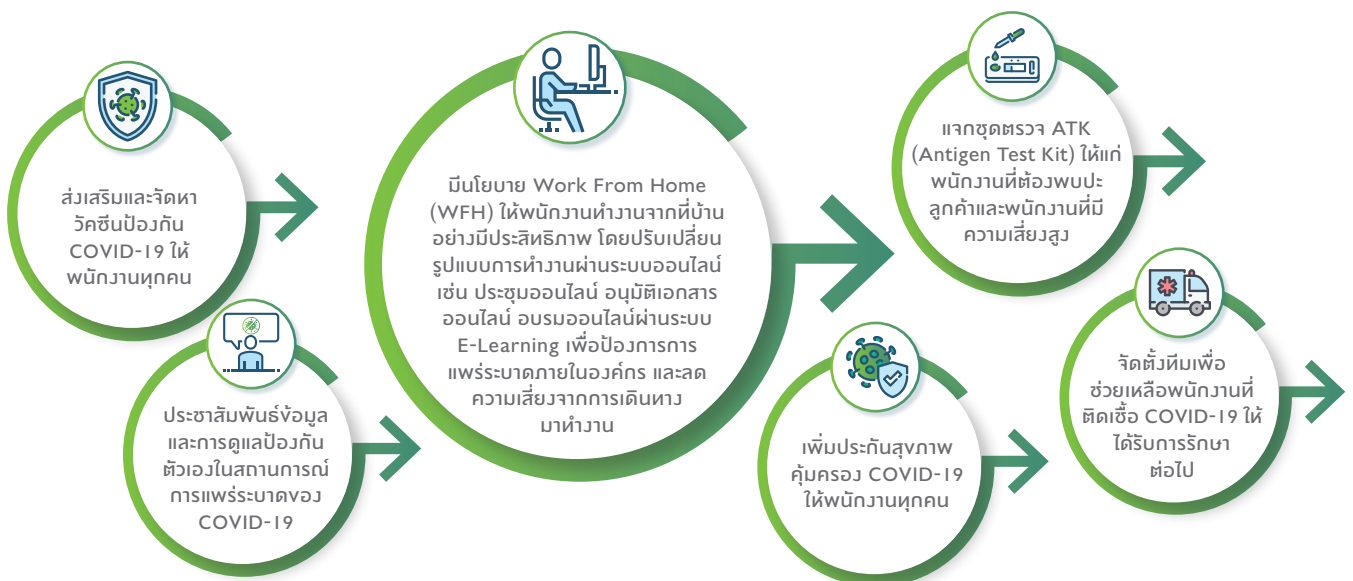 ส่งเสริมและจัดหา
วัคซีนป้องกัน
COVID-19 ให้
พนักงานทุกคน
ประชาสัมพันธ์ข้อมูล
และการดูแลป้องกัน
ตัวเองในสถานการณ์
การแพร่ระบาดของ
COVID-19
มีนโยบาย Work From Home
(WFH) ให้พนักงานทำงานจากที่บ้าน
อย่างมีประสิทธิภาพ โดยปรับเปลี่ยน
รูปแบบการทำงานผ่านระบบออนไลน์
เช่น ประชุมออนไลน์ อนุมัติเอกสาร
ออนไลน์ อบรมออนไลน์ผ่านระบบ
E-Learning เพื่อป้องการการ
แพร่ระบาดภายในองค์กร และลด
ความเสี่ยงจากการเดินทาง
มาทำงาน
เพิ่มประกันสุขภาพ
คุ้มครอง COVID-19
ให้พนักงานทุกคน
แจกชุดตรวจ ATK
(Antigen Test Kit) ให้แก่
พนักงานที่ต้องพบปะ
ลูกค้าและพนักงานที่มี
ความเสี่ยงสูง
จัดตั้งทีมเพื่อ
ช่วยเหลือพนักงานที่
ติดเชื้อ COVID-19 ให้
ได้รับการรักษา
ต่อไป